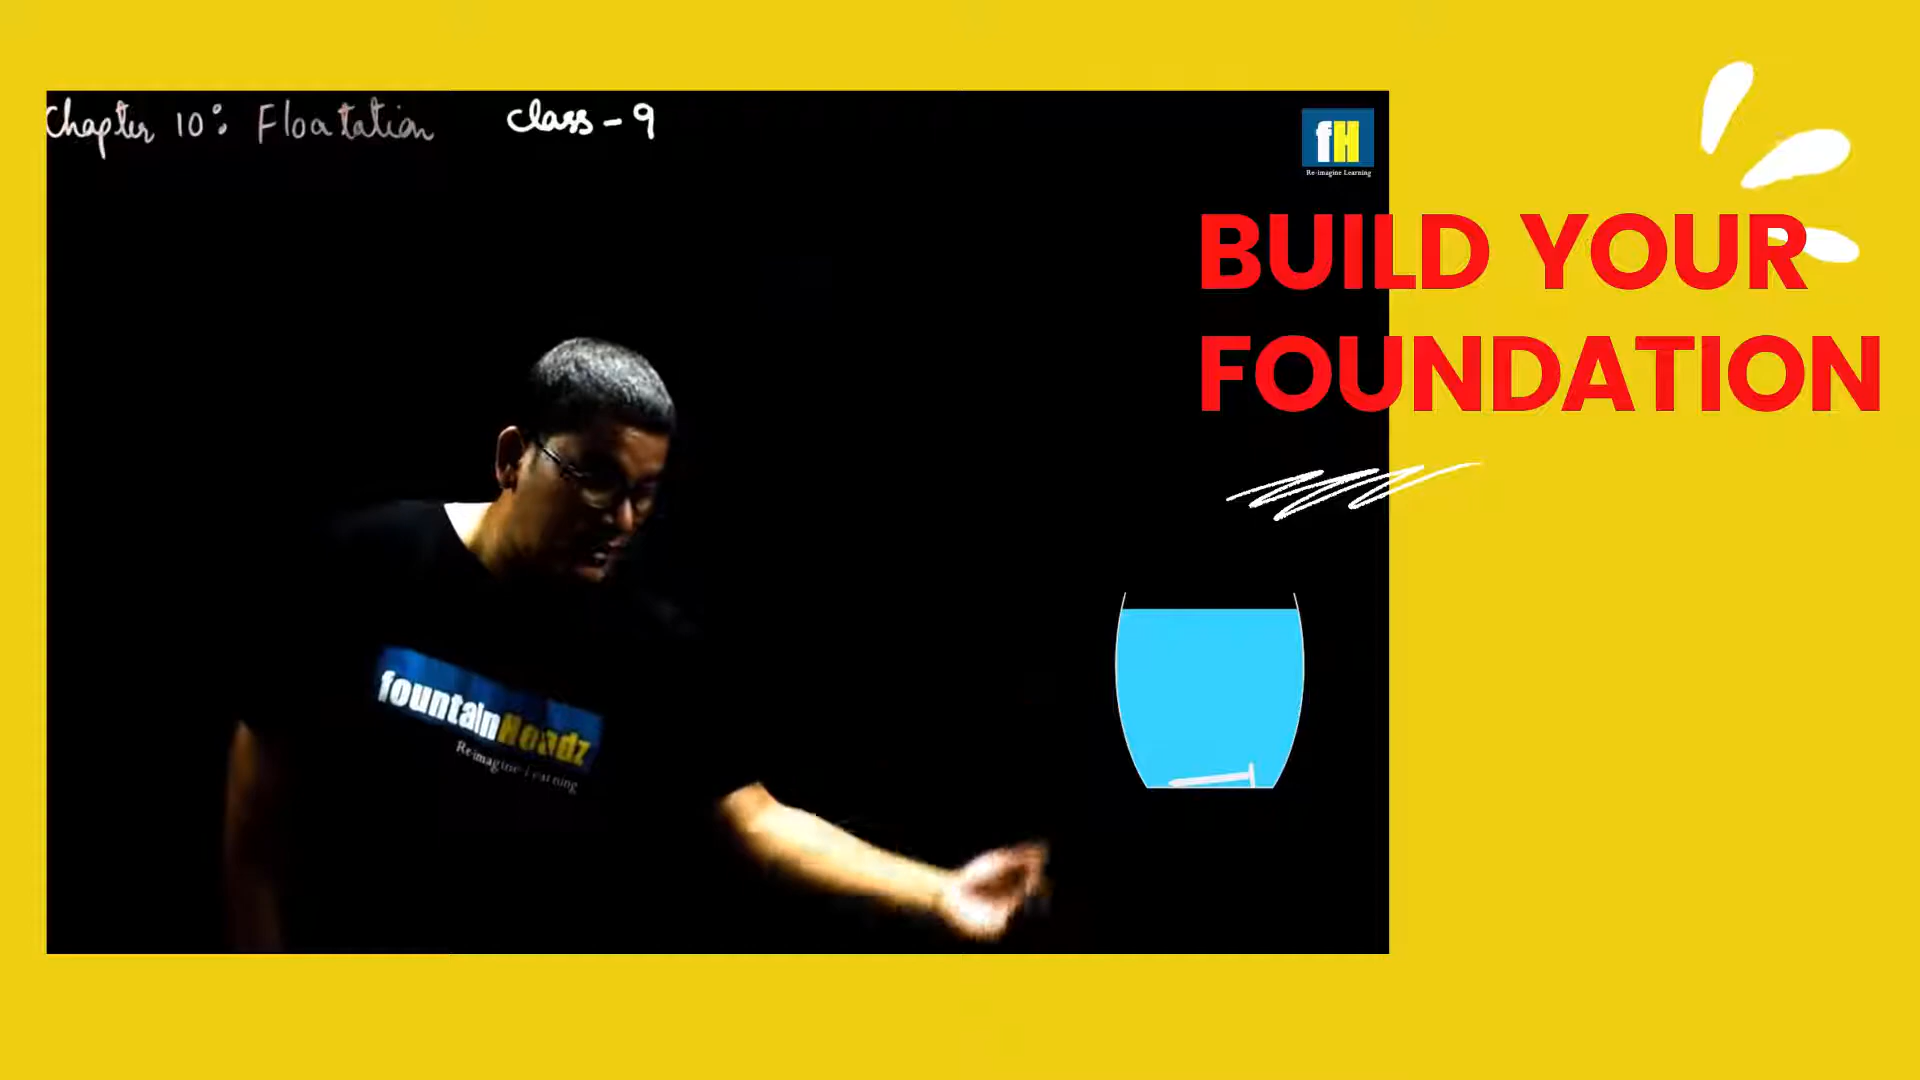 Chapter 10: Floatation class - 9
fH
Re-imagine Learning
BUILD YOUR
FOUNDATION
fountainHeadz
Re-imagine Learning